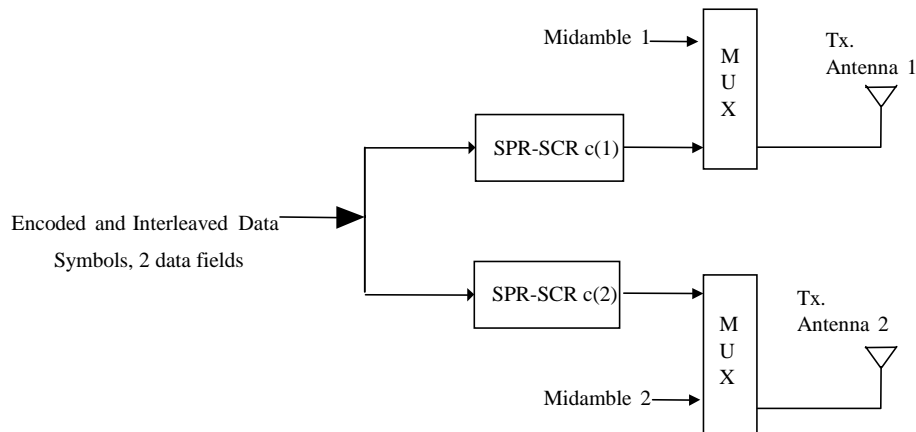 Midamble 1
M
U
X
Tx.
Antenna 1
SPR-SCR c(1)
Encoded and Interleaved Data
Symbols, 2 data fields
SPR-SCR c(2)
M
U
X
Tx.
Antenna 2
Midamble 2